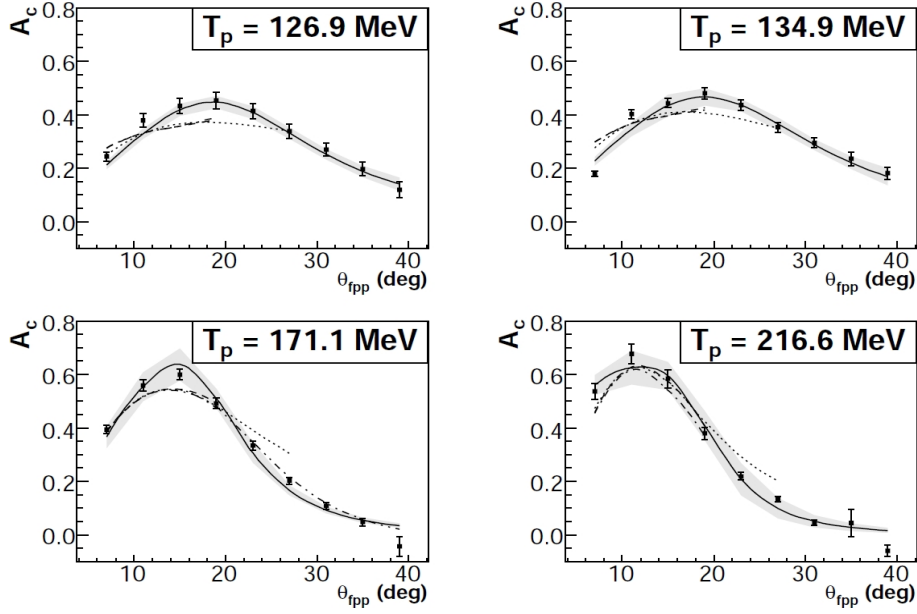 T_p = 126.9 MeV
A_c
0.8
0.6
0.4
0.2
0.0
10 20 30 40
θ_fpp (deg)
T_p = 134.9 MeV
A_c
0.8
0.6
0.4
0.2
0.0
10 20 30 40
θ_fpp (deg)
T_p = 171.1 MeV
A_c
0.8
0.6
0.4
0.2
0.0
10 20 30 40
θ_fpp (deg)
T_p = 216.6 MeV
A_c
0.8
0.6
0.4
0.2
0.0
10 20 30 40
θ_fpp (deg)